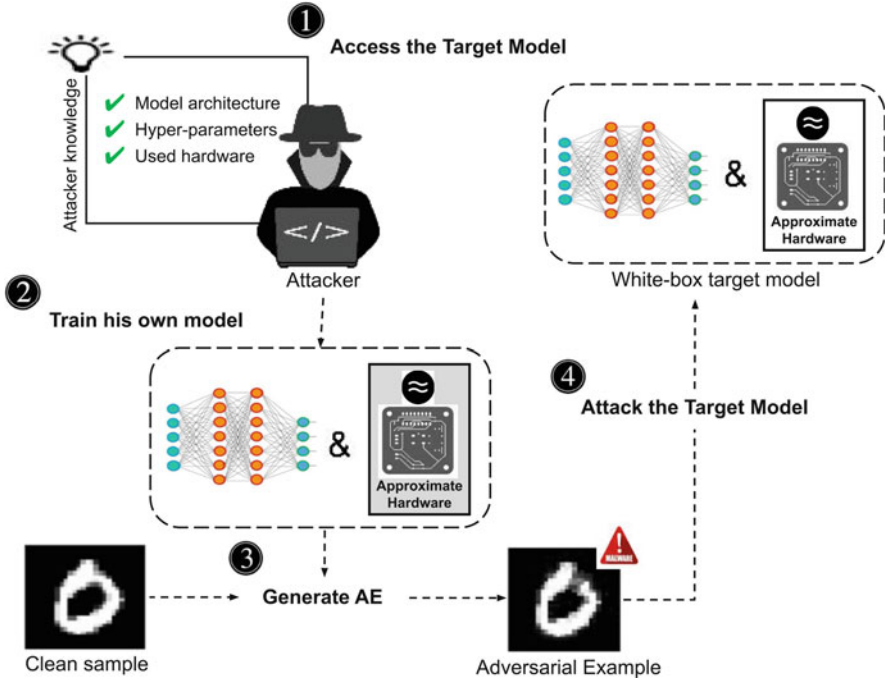 1
Access the Target Model
Attacker knowledge
✔ Model architecture
✔ Hyper-parameters
✔ Used hardware
</>
Attacker
&
≈
Approximate
Hardware
White-box target model
2
Train his own model
&
≈
Approximate
Hardware
4
Attack the Target Model
3
Generate AE
MALWARE
!
Clean sample
Adversarial Example